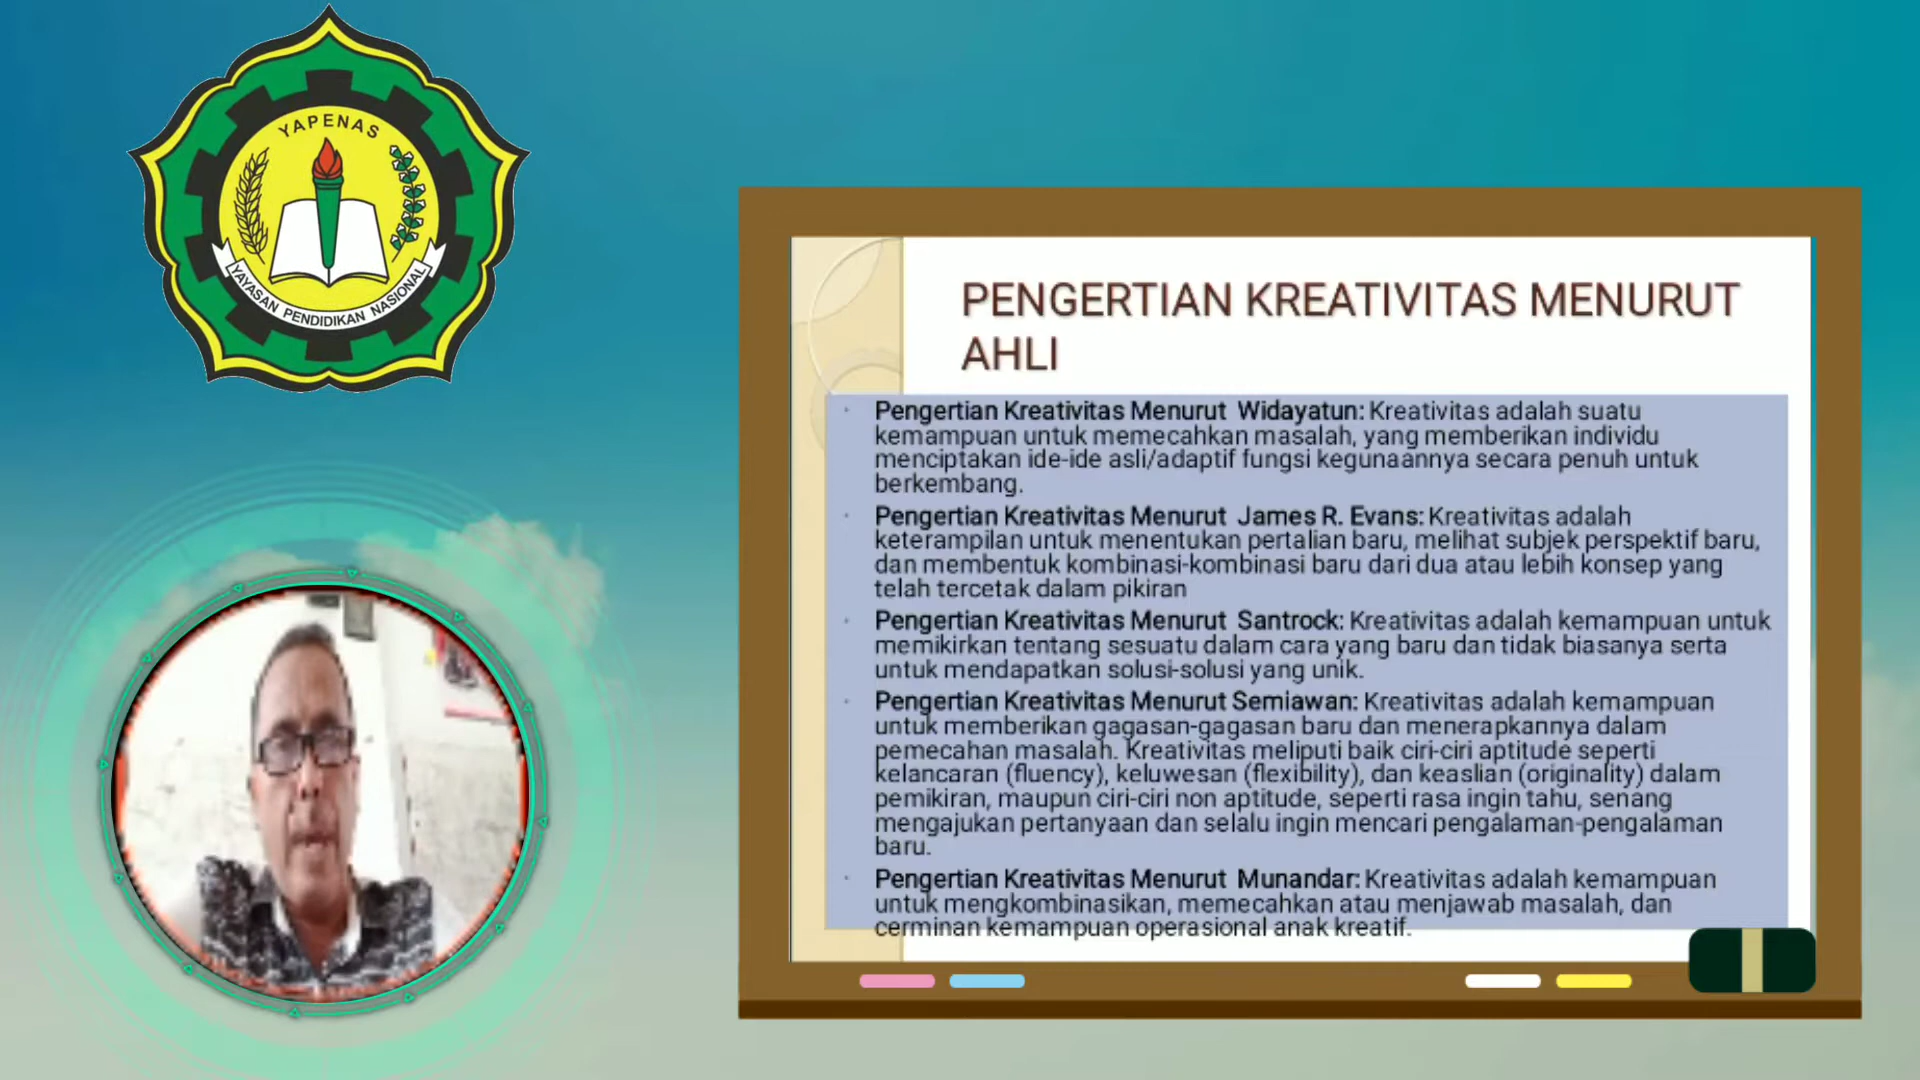 YAPENAS
YAYASAN PENDIDIKAN NASIONAL
PENGERTIAN KREATIVITAS MENURUT
AHLI
Pengertian Kreativitas Menurut Widayatun: Kreativitas adalah suatu
kemampuan untuk memecahkan masalah, yang memberikan individu
menciptakan ide-ide asli/adaptif fungsi kegunaannya secara penuh untuk
berkembang.
Pengertian Kreativitas Menurut James R. Evans: Kreativitas adalah
keterampilan untuk menentukan pertalian baru, melihat subjek perspektif baru,
dan membentuk kombinasi-kombinasi baru dari dua atau lebih konsep yang
telah tercetak dalam pikiran
Pengertian Kreativitas Menurut Santrock: Kreativitas adalah kemampuan untuk
memikirkan tentang sesuatu dalam cara yang baru dan tidak biasanya serta
untuk mendapatkan solusi-solusi yang unik.
Pengertian Kreativitas Menurut Semiawan: Kreativitas adalah kemampuan
untuk memberikan gagasan-gagasan baru dan menerapkannya dalam
pemecahan masalah. Kreativitas meliputi baik ciri-ciri aptitude seperti
kelancaran (fluency), keluwesan (flexibility), dan keaslian (originality) dalam
pemikiran, maupun ciri-ciri non aptitude, seperti rasa ingin tahu, senang
mengajukan pertanyaan dan selalu ingin mencari pengalaman-pengalaman
baru.
Pengertian Kreativitas Menurut Munandar: Kreativitas adalah kemampuan
untuk mengkombinasikan, memecahkan atau menjawab masalah, dan
cerminan kemampuan operasional anak kreatif.